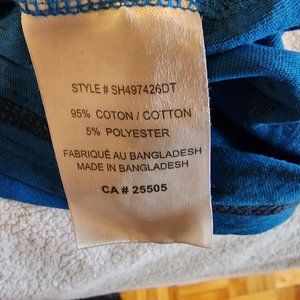 STYLE # SH497426DT
95% COTON / COTTON
5% POLYESTER
FABRIQUÉ AU BANGLADESH
MADE IN BANGLADESH
CA # 25505